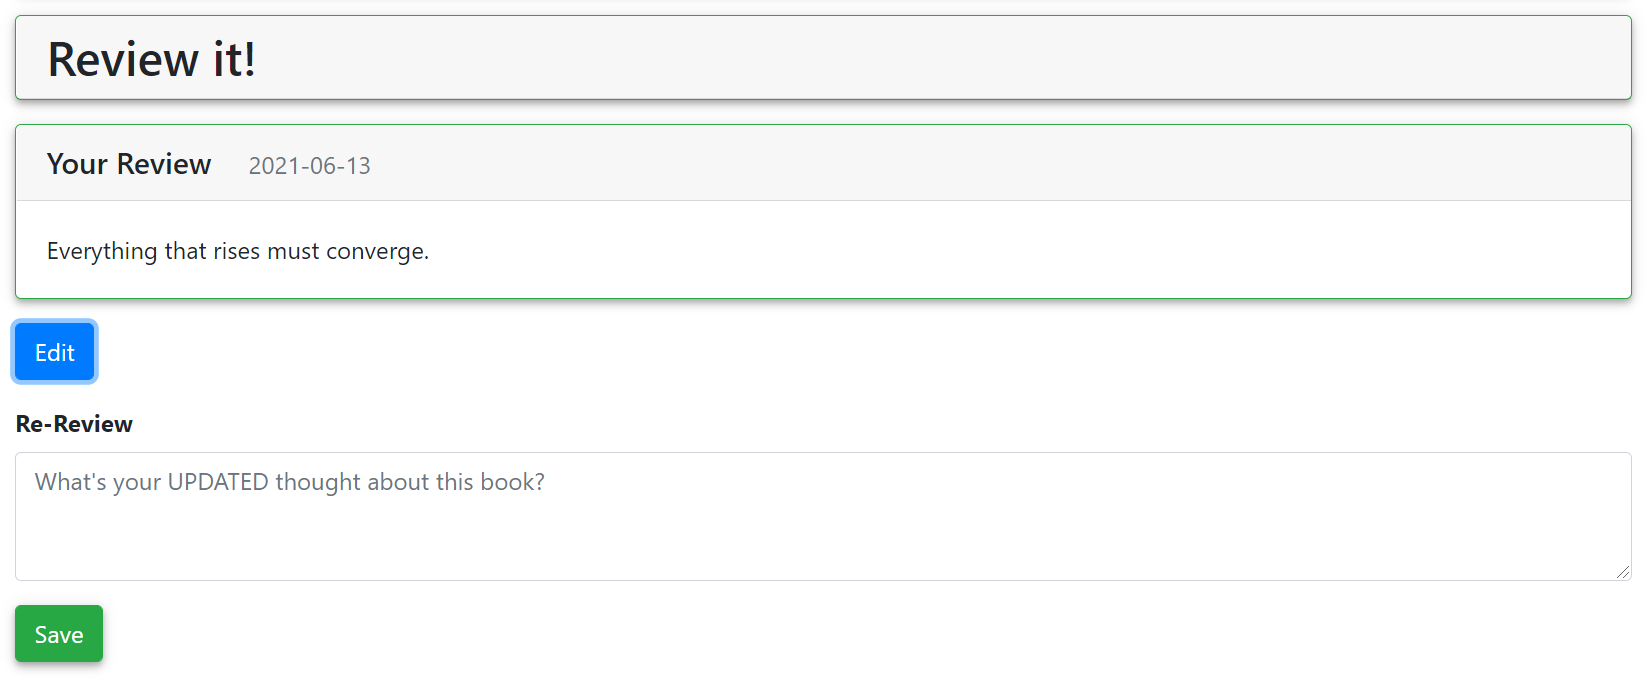 Review it!
Your Review 2021-06-13
Everything that rises must converge.
Edit
Re-Review
What's your UPDATED thought about this book?
Save